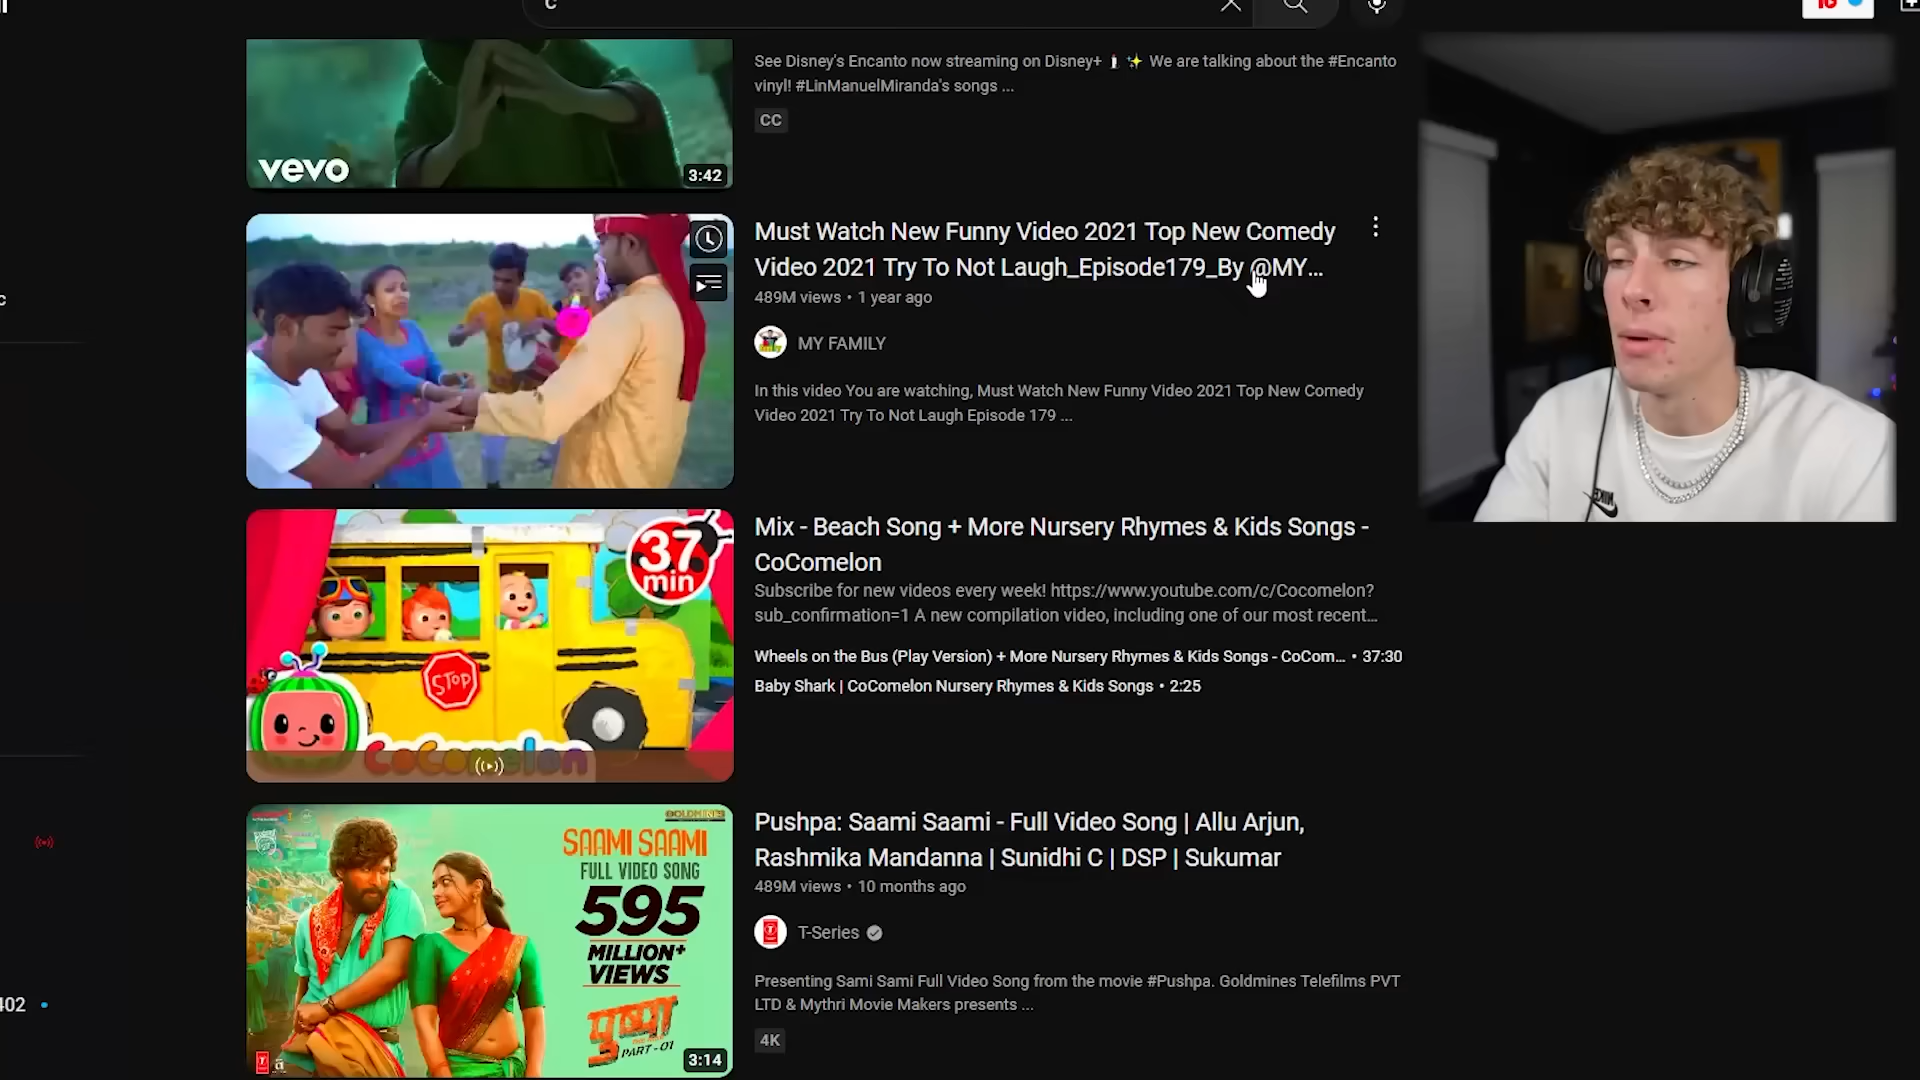 c
See Disney's Encanto now streaming on Disney+ 🕯️ ✨ We are talking about the #Encanto
vinyl! #LinManuelMiranda's songs ...
CC
vevo
3:42
Must Watch New Funny Video 2021 Top New Comedy
Video 2021 Try To Not Laugh_Episode179_By @MY...
489M views • 1 year ago
MY FAMILY
In this video You are watching, Must Watch New Funny Video 2021 Top New Comedy
Video 2021 Try To Not Laugh Episode 179 ...
37
min
STOP
CoComelon
Mix - Beach Song + More Nursery Rhymes & Kids Songs -
CoComelon
Subscribe for new videos every week! https://www.youtube.com/c/Cocomelon?
sub_confirmation=1 A new compilation video, including one of our most recent...
Wheels on the Bus (Play Version) + More Nursery Rhymes & Kids Songs - CoCom... • 37:30
Baby Shark | CoComelon Nursery Rhymes & Kids Songs • 2:25
GOLDMINES
SAAMI SAAMI
FULL VIDEO SONG
595
MILLION+
VIEWS
पुष्पा
PART-01
3:14
Pushpa: Saami Saami - Full Video Song | Allu Arjun,
Rashmika Mandanna | Sunidhi C | DSP | Sukumar
489M views • 10 months ago
T-Series
Presenting Sami Sami Full Video Song from the movie #Pushpa. Goldmines Telefilms PVT
LTD & Mythri Movie Makers presents ...
4K
c
402
NIKE